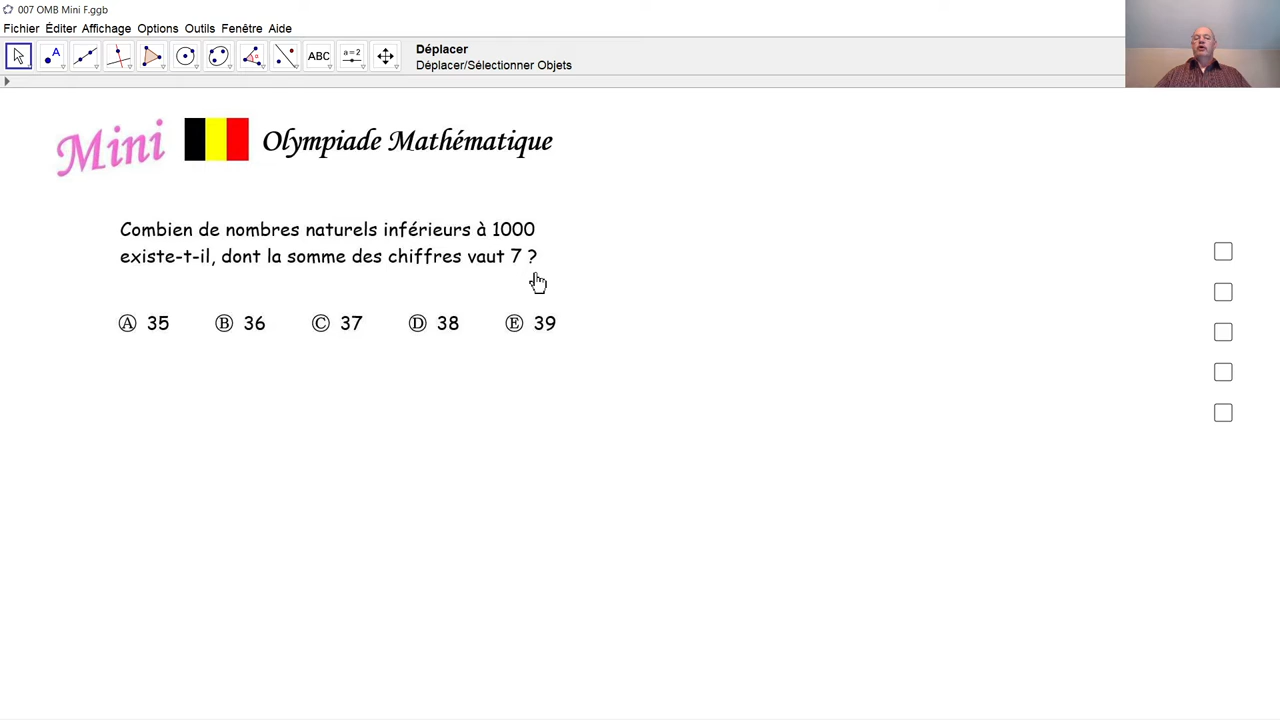 007 OMB Mini F.ggb
Fichier Éditer Affichage Options Outils Fenêtre Aide
A ABC a=2 Déplacer
Déplacer/Sélectionner Objets
Mini Olympiade Mathématique
Combien de nombres naturels inférieurs à 1000
existe-t-il, dont la somme des chiffres vaut 7 ?
Ⓐ 35 Ⓑ 36 Ⓒ 37 Ⓓ 38 Ⓔ 39